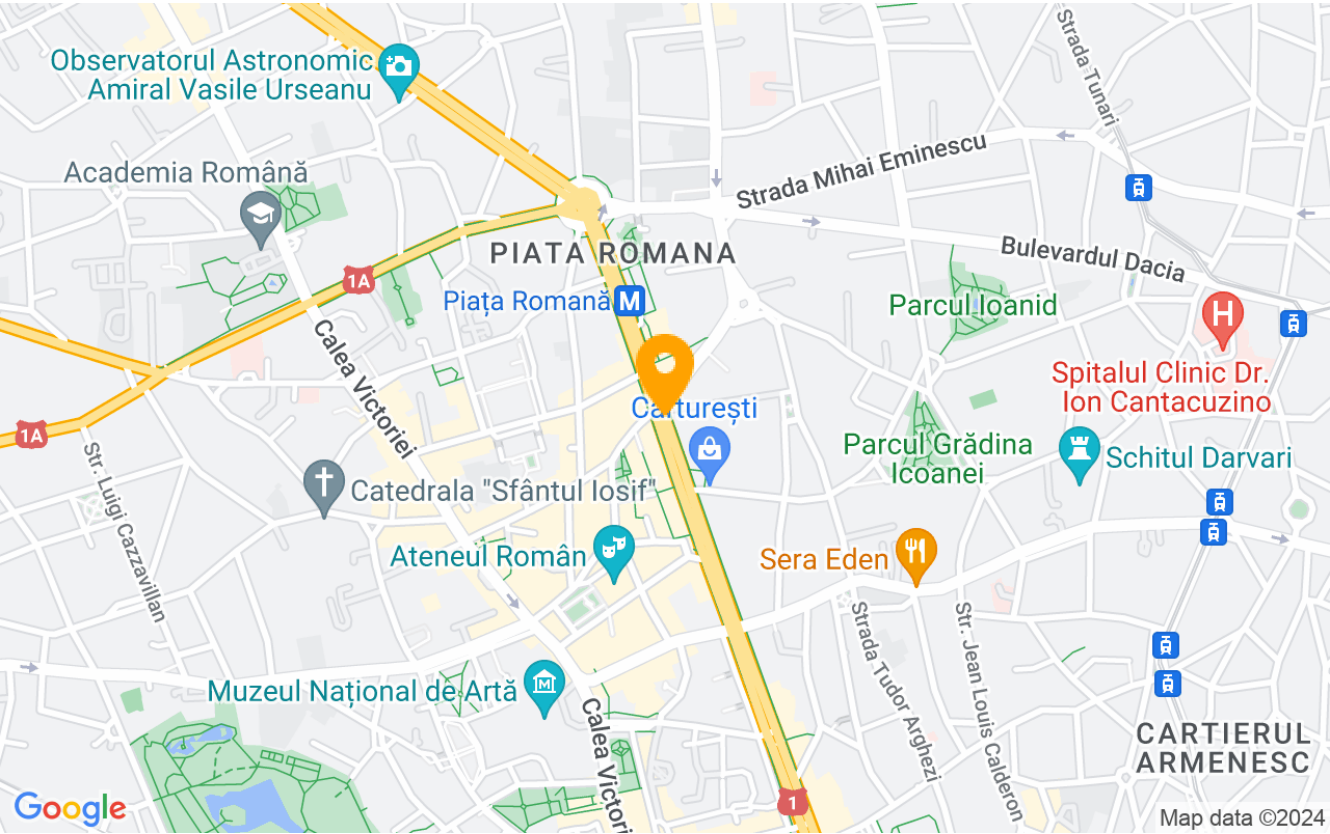 Strada Tunari
Observatorul Astronomic
Amiral Vasile Urseanu
Strada Mihai Eminescu
Academia Română
PIATA ROMANA
Bulevardul Dacia
1A
Piața Romană
M
Parcul Ioanid
H
Calea Victoriei
Spitalul Clinic Dr.
Ion Cantacuzino
Cărturești
1A
Parcul Grădina
Icoanei
Schitul Darvari
Str. Luigi Cazzavillan
Catedrala "Sfântul Iosif"
Ateneul Român
Sera Eden
Strada Tudor Arghezi
Str. Jean Louis Calderon
Muzeul Național de Artă
M
Calea Victori
CARTIERUL
ARMENESC
1
Google
Map data ©2024